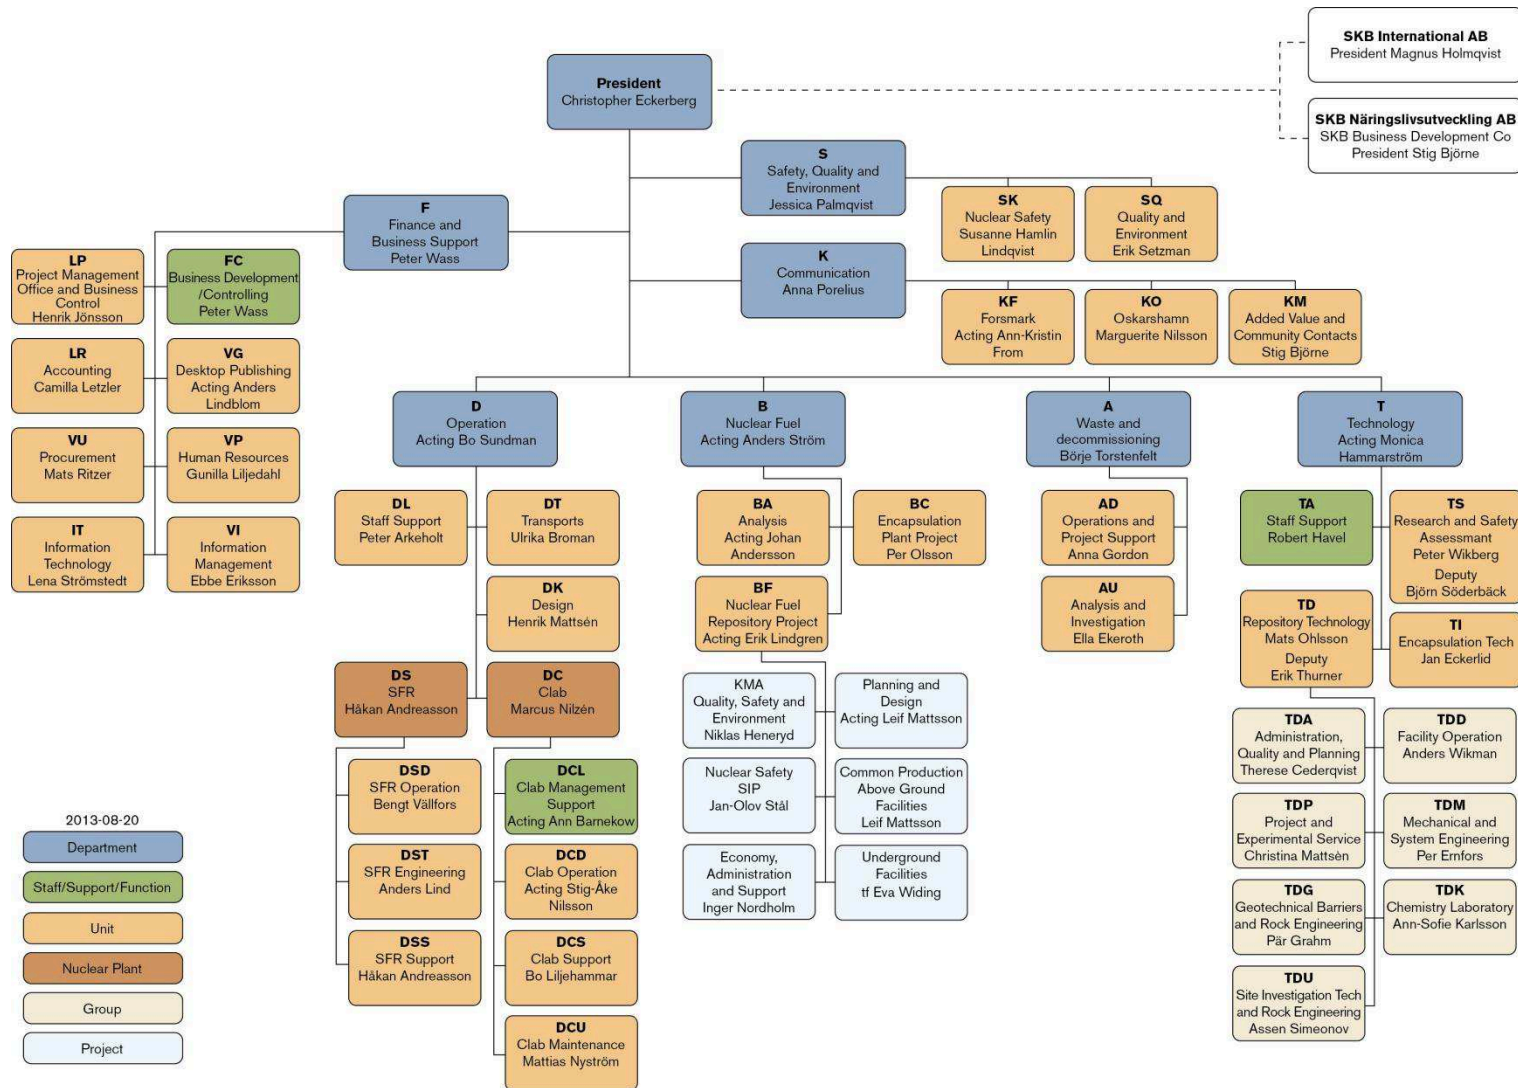 SKB International AB
President Magnus Holmqvist
SKB Näringslivsutveckling AB
SKB Business Development Co
President Stig Björne
President
Christopher Eckerberg
S
Safety, Quality and
Environment
Jessica Palmqvist
SK
Nuclear Safety
Susanne Hamlin
Lindqvist
SQ
Quality and
Environment
Erik Setzman
F
Finance and
Business Support
Peter Wass
K
Communication
Anna Porelius
KF
Forsmark
Acting Ann-Kristin
From
KO
Oskarshamn
Marguerite Nilsson
KM
Added Value and
Community Contacts
Stig Björne
LP
Project Management
Office and Business
Control
Henrik Jönsson
FC
Business Development
/Controlling
Peter Wass
LR
Accounting
Camilla Letzler
VG
Desktop Publishing
Acting Anders
Lindblom
VU
Procurement
Mats Ritzer
VP
Human Resources
Gunilla Liljedahl
IT
Information
Technology
Lena Strömstedt
VI
Information
Management
Ebbe Eriksson
D
Operation
Acting Bo Sundman
B
Nuclear Fuel
Acting Anders Ström
A
Waste and
decommissioning
Börje Torstenfelt
T
Technology
Acting Monica
Hammarström
DL
Staff Support
Peter Arkeholt
DT
Transports
Ulrika Broman
DK
Design
Henrik Mattsén
DS
SFR
Håkan Andreasson
DC
Clab
Marcus Nilzén
DSD
SFR Operation
Bengt Vällfors
DST
SFR Engineering
Anders Lind
DSS
SFR Support
Håkan Andreasson
DCL
Clab Management
Support
Acting Ann Barnekow
DCD
Clab Operation
Acting Stig-Åke
Nilsson
DCS
Clab Support
Bo Liljehammar
DCU
Clab Maintenance
Mattias Nyström
BA
Analysis
Acting Johan
Andersson
BC
Encapsulation
Plant Project
Per Olsson
BF
Nuclear Fuel
Repository Project
Acting Erik Lindgren
KMA
Quality, Safety and
Environment
Niklas Heneryd
Planning and
Design
Acting Leif Mattsson
Nuclear Safety
SIP
Jan-Olov Stål
Common Production
Above Ground
Facilities
Leif Mattsson
Economy,
Administration
and Support
Inger Nordholm
Underground
Facilities
tf Eva Widing
AD
Operations and
Project Support
Anna Gordon
AU
Analysis and
Investigation
Ella Ekeroth
TA
Staff Support
Robert Havel
TS
Research and Safety
Assessmant
Peter Wikberg
Deputy
Björn Söderbäck
TD
Repository Technology
Mats Ohlsson
Deputy
Erik Thurner
TI
Encapsulation Tech
Jan Eckerlid
TDA
Administration,
Quality and Planning
Therese Cederqvist
TDD
Facility Operation
Anders Wikman
TDP
Project and
Experimental Service
Christina Mattsèn
TDM
Mechanical and
System Engineering
Per Ernfors
TDG
Geotechnical Barriers
and Rock Engineering
Pär Grahm
TDK
Chemistry Laboratory
Ann-Sofie Karlsson
TDU
Site Investigation Tech
and Rock Engineering
Assen Simeonov
2013-08-20
Department
Staff/Support/Function
Unit
Nuclear Plant
Group
Project